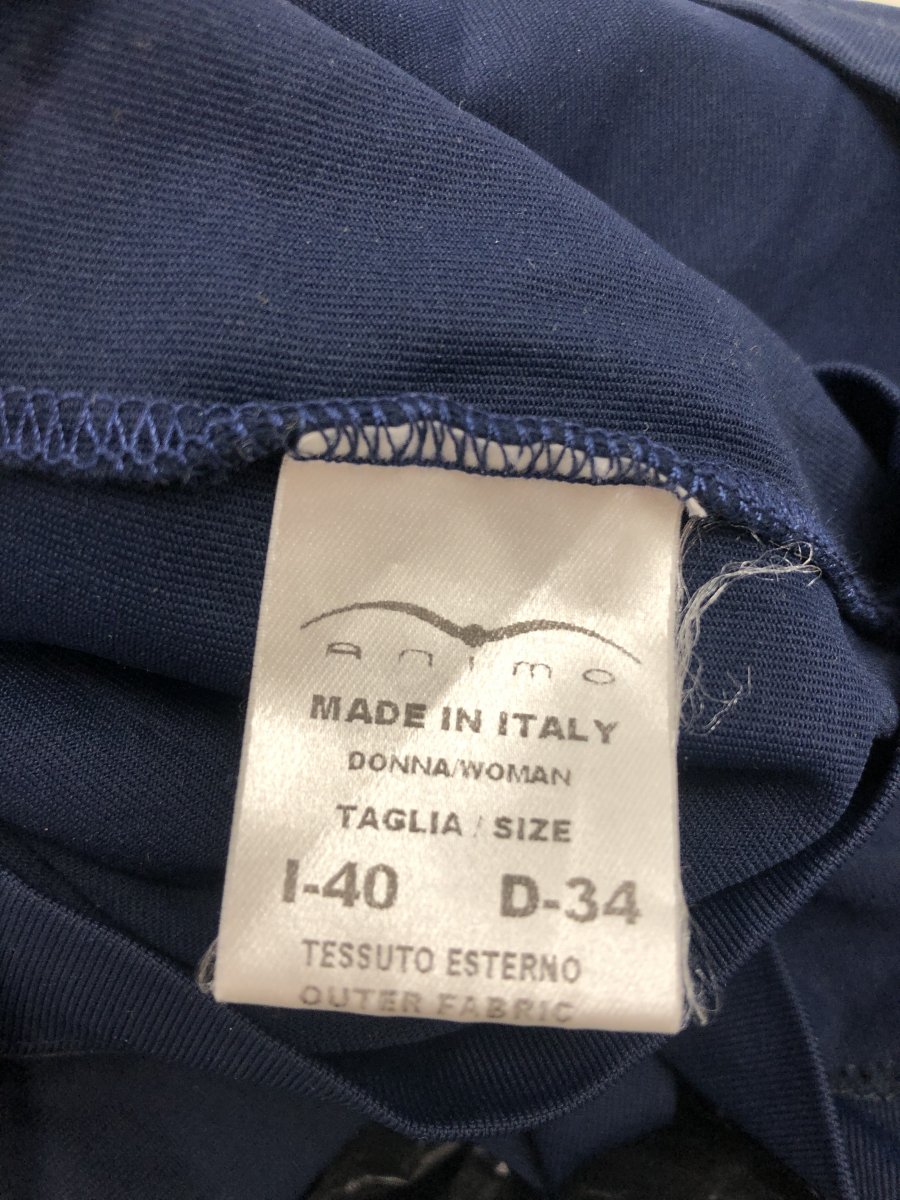 animo
MADE IN ITALY
DONNA/WOMAN
TAGLIA / SIZE
I-40 D-34
TESSUTO ESTERNO
OUTER FABRIC